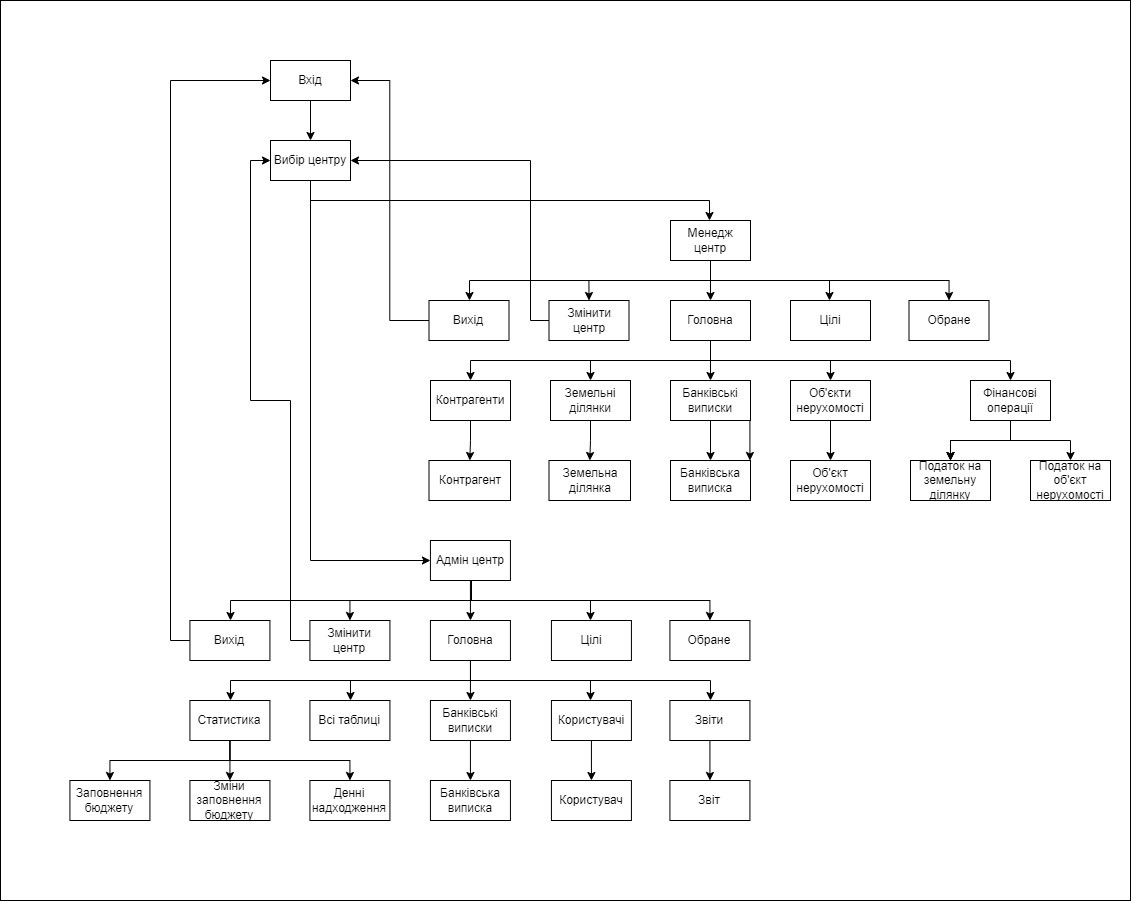 Вхід
Вибір центру
Менедж
центр
Вихід
Змінити
центр
Головна
Цілі
Обране
Контрагенти
Земельні
ділянки
Банківські
виписки
Об'єкти
нерухомості
Фінансові
операції
Контрагент
Земельна
ділянка
Банківська
виписка
Об'єкт
нерухомості
Податок на
земельну
ділянку
Податок на
об'єкт
нерухомості
Адмін центр
Вихід
Змінити
центр
Головна
Цілі
Обране
Статистика
Всі таблиці
Банківські
виписки
Користувачі
Звіти
Заповнення
бюджету
Зміни
заповнення
бюджету
Денні
надходження
Банківська
виписка
Користувач
Звіт